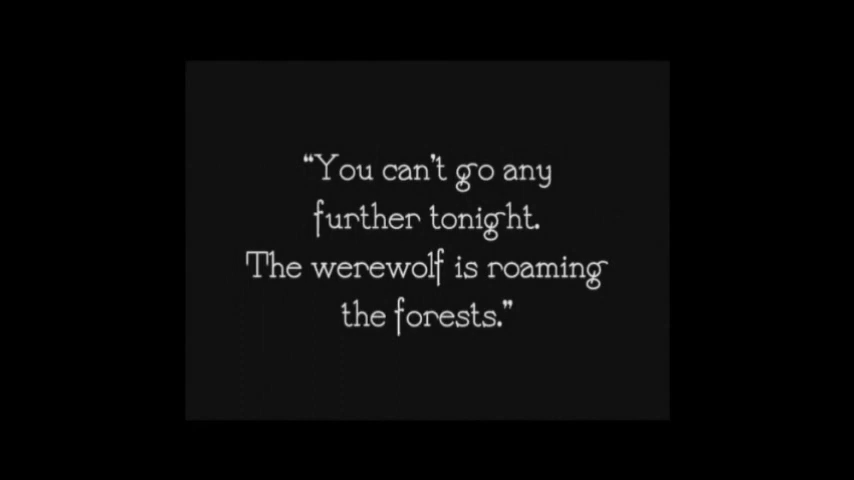 “You can't go any
further tonight.
The werewolf is roaming
the forests.”